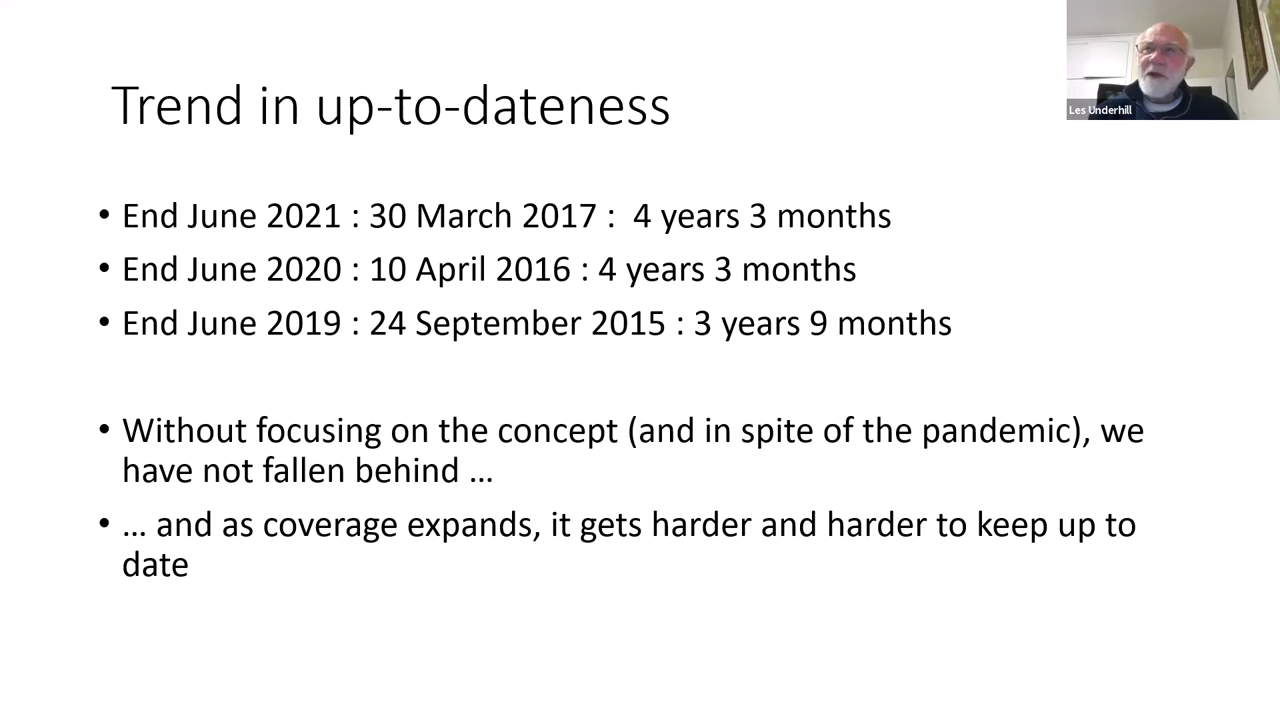 Les Underhill
Trend in up-to-dateness
• End June 2021 : 30 March 2017 :  4 years 3 months
• End June 2020 : 10 April 2016 : 4 years 3 months
• End June 2019 : 24 September 2015 : 3 years 9 months
• Without focusing on the concept (and in spite of the pandemic), we
have not fallen behind ...
• ... and as coverage expands, it gets harder and harder to keep up to
date